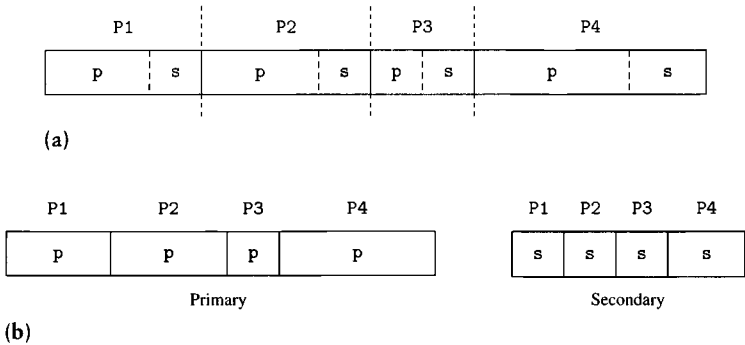 P1 P2 P3 P4
p s p s p s p s
(a)
P1 P2 P3 P4 P1 P2 P3 P4
p p p p s s s s
Primary Secondary
(b)